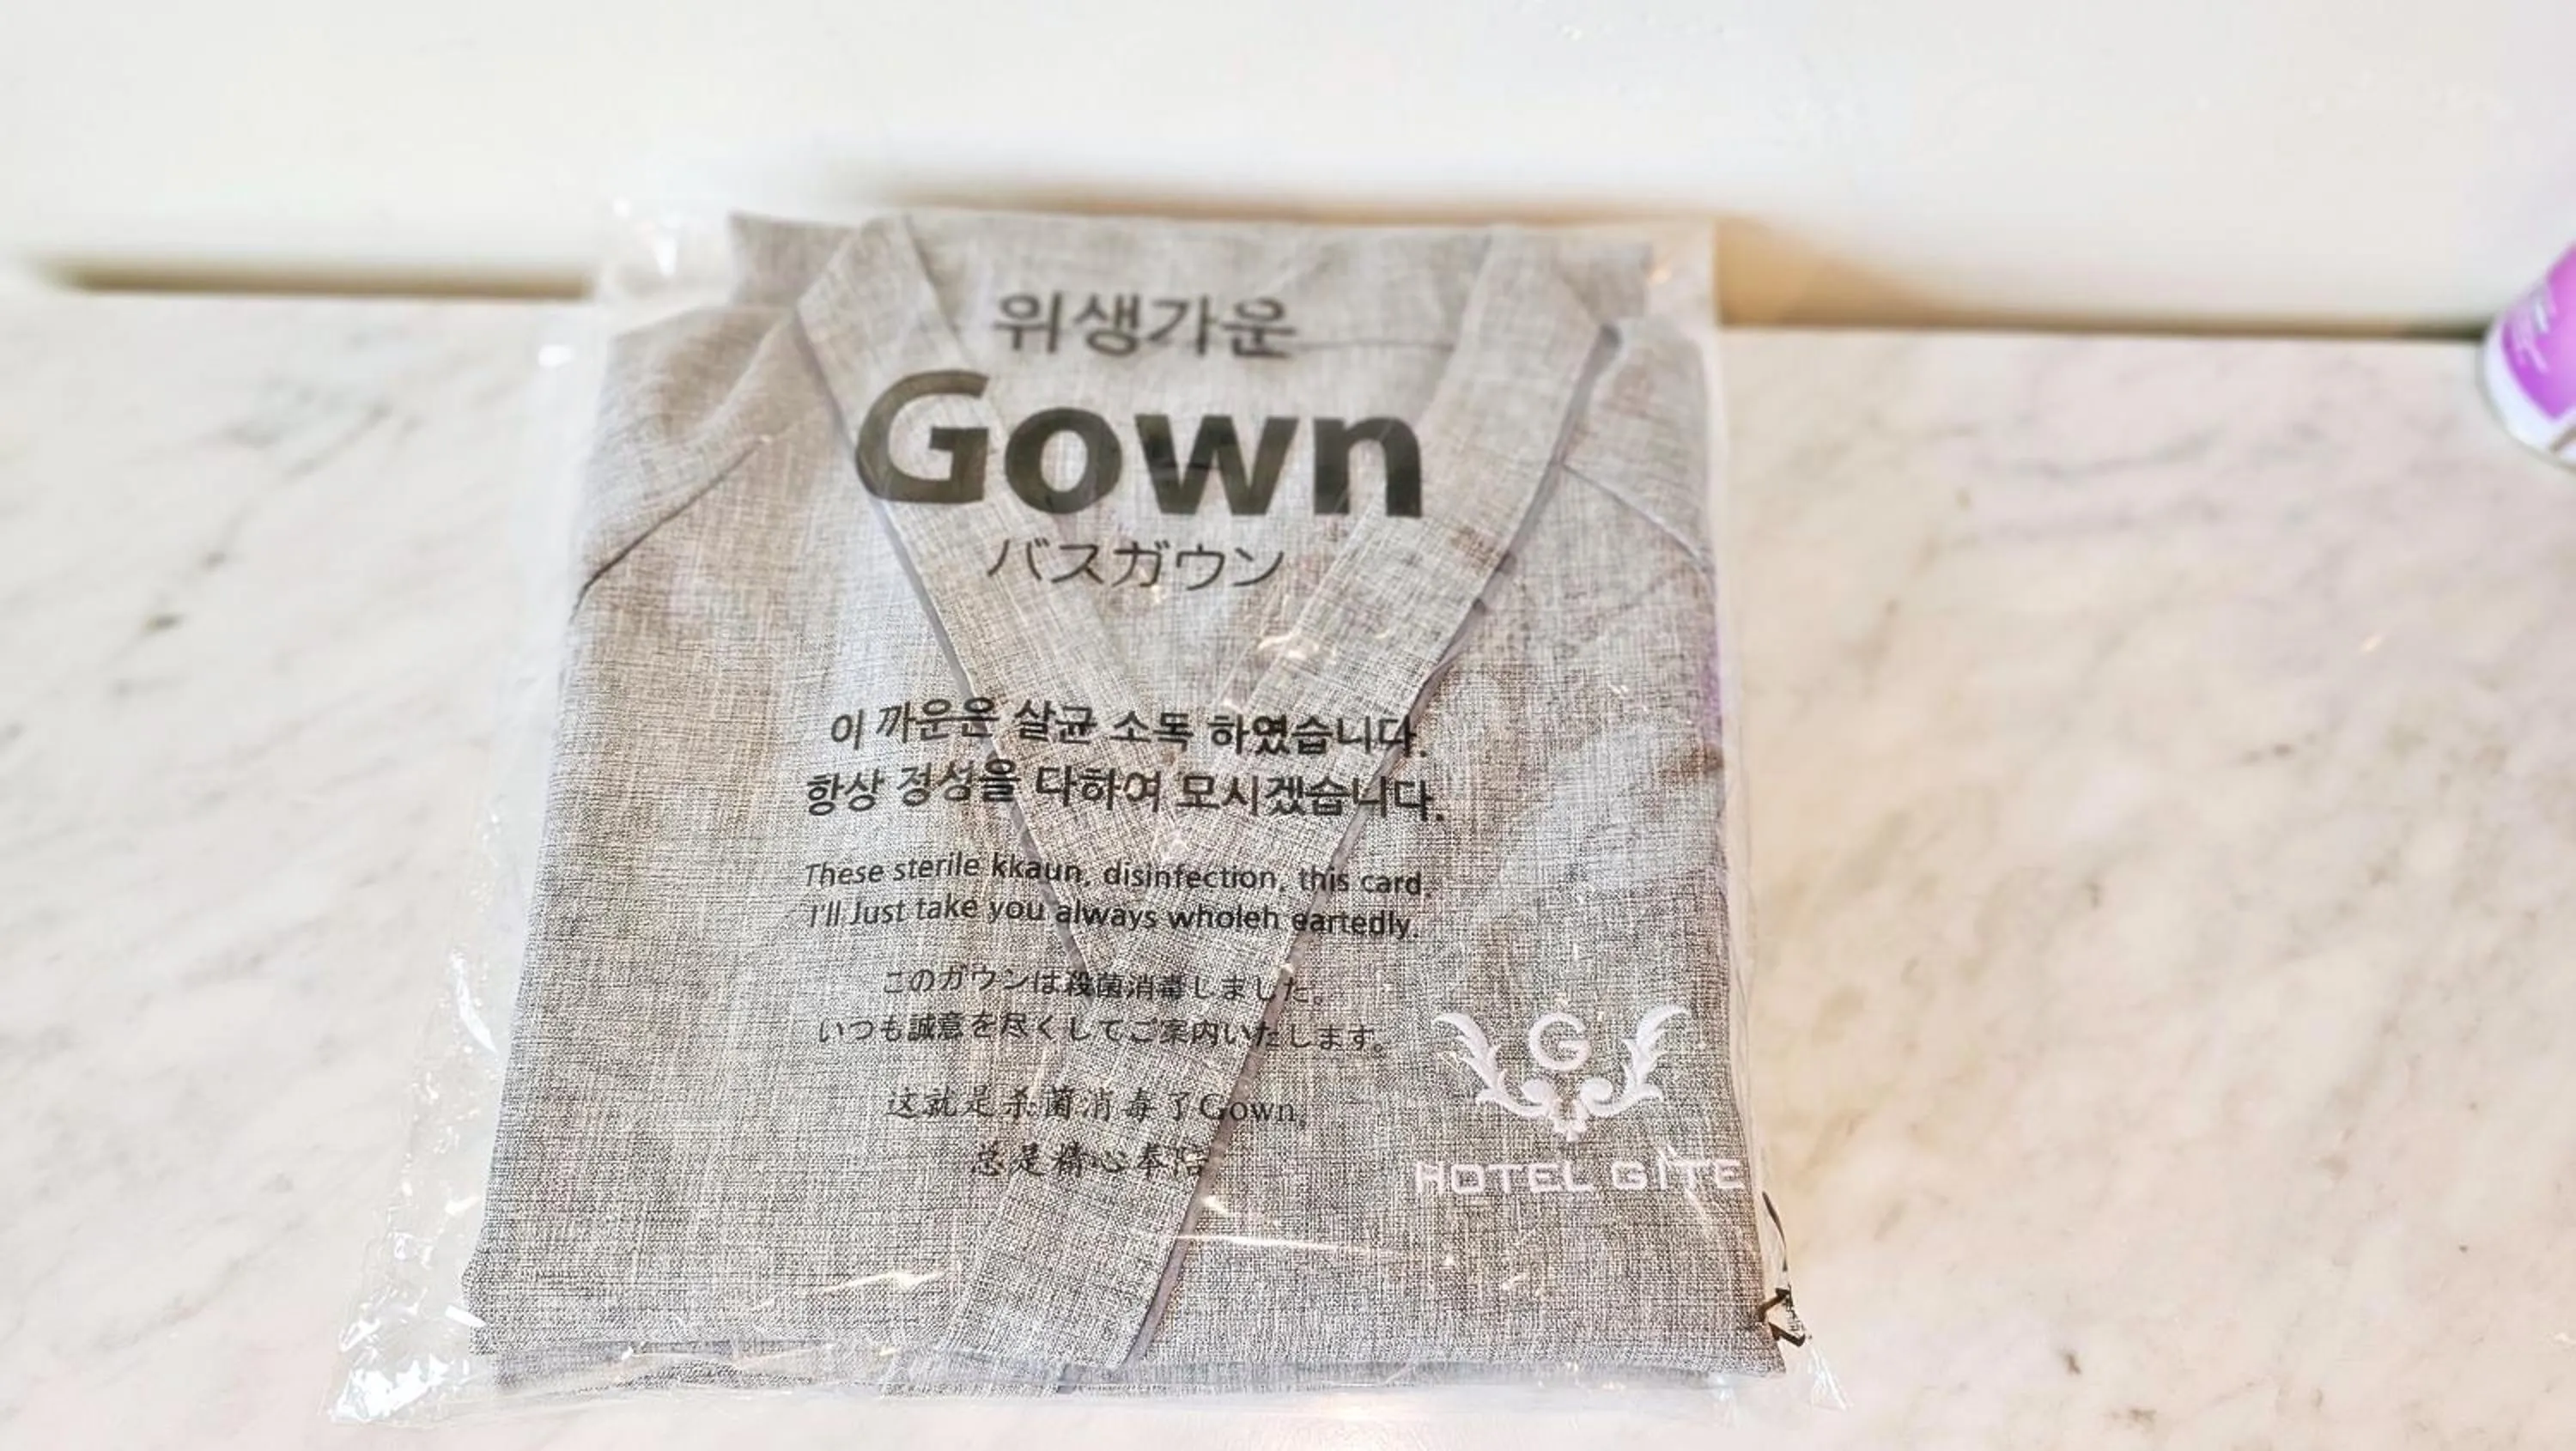 위생가운
Gown
バスガウン
이 까운은 살균 소독 하였습니다.
항상 정성을 다하여 모시겠습니다.
These sterile kkaun, disinfection, this card.
I'll Just take you always wholeh eartedly.
このガウンは殺菌消毒しました。
いつも誠意を尽くしてご案内いたします。
这就是杀菌消毒了Gown。
总是精心奉陪
G
HOTEL GITE